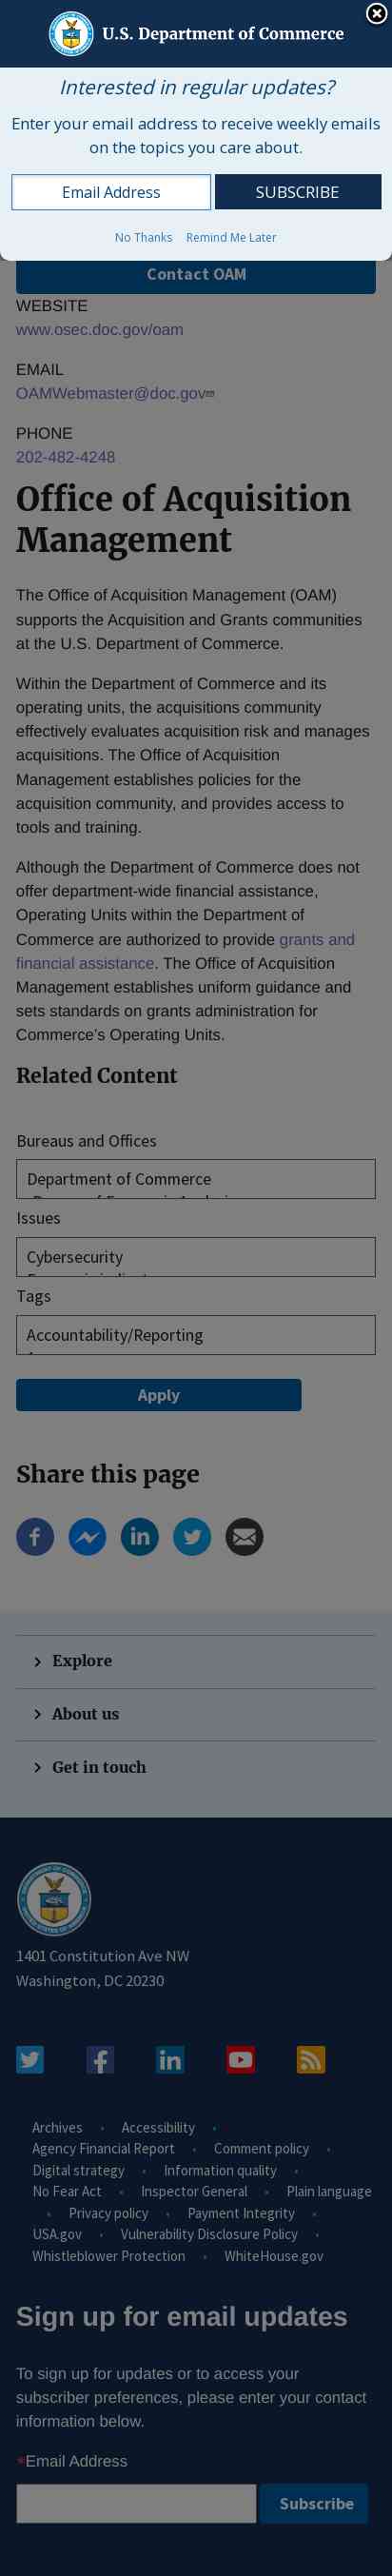 U.S. Department of Commerce
Interested in regular updates?
Enter your email address to receive weekly emails
on the topics you care about.
Email Address
SUBSCRIBE
No Thanks
Remind Me Later
Contact OAM
WEBSITE
www.osec.doc.gov/oam
EMAIL
OAMWebmaster@doc.gov
PHONE
202-482-4248
Office of Acquisition
Management
The Office of Acquisition Management (OAM)
supports the Acquisition and Grants communities
at the U.S. Department of Commerce.
Within the Department of Commerce and its
operating units, the acquisitions community
effectively evaluates acquisition risk and manages
acquisitions. The Office of Acquisition
Management establishes policies for the
acquisition community, and provides access to
tools and training.
Although the Department of Commerce does not
offer department-wide financial assistance,
Operating Units within the Department of
Commerce are authorized to provide grants and
financial assistance. The Office of Acquisition
Management establishes uniform guidance and
sets standards on grants administration for
Commerce's Operating Units.
Related Content
Bureaus and Offices
Department of Commerce
Issues
Cybersecurity
Tags
Accountability/Reporting
Apply
Share this page
Explore
About us
Get in touch
1401 Constitution Ave NW
Washington, DC 20230
Archives • Accessibility •
Agency Financial Report • Comment policy •
Digital strategy • Information quality •
No Fear Act • Inspector General • Plain language
• Privacy policy • Payment Integrity •
USA.gov • Vulnerability Disclosure Policy •
Whistleblower Protection • WhiteHouse.gov
Sign up for email updates
To sign up for updates or to access your
subscriber preferences, please enter your contact
information below.
*Email Address
Subscribe